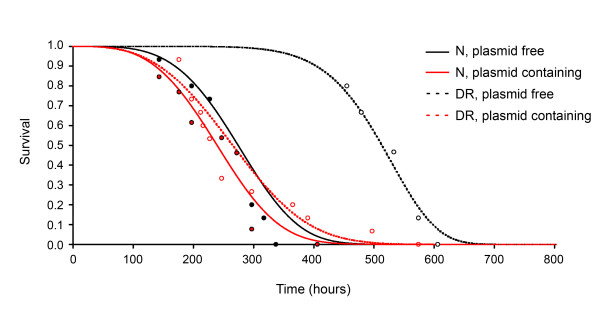 N, plasmid free
N, plasmid containing
DR, plasmid free
DR, plasmid containing
Survival
1.0
0.9
0.8
0.7
0.6
0.5
0.4
0.3
0.2
0.1
0.0
0 100 200 300 400 500 600 700 800
Time (hours)